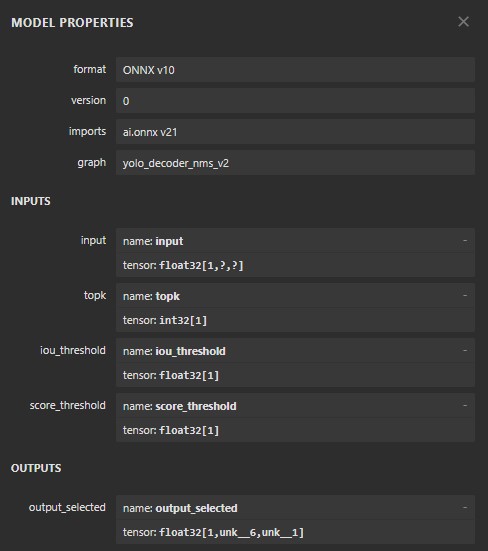 MODEL PROPERTIES
format ONNX v10
version 0
imports ai.onnx v21
graph yolo_decoder_nms_v2
INPUTS
input name: input -
tensor: float32[1,?,?]
topk name: topk -
tensor: int32[1]
iou_threshold name: iou_threshold -
tensor: float32[1]
score_threshold name: score_threshold -
tensor: float32[1]
OUTPUTS
output_selected name: output_selected
tensor: float32[1,unk__6,unk__1]